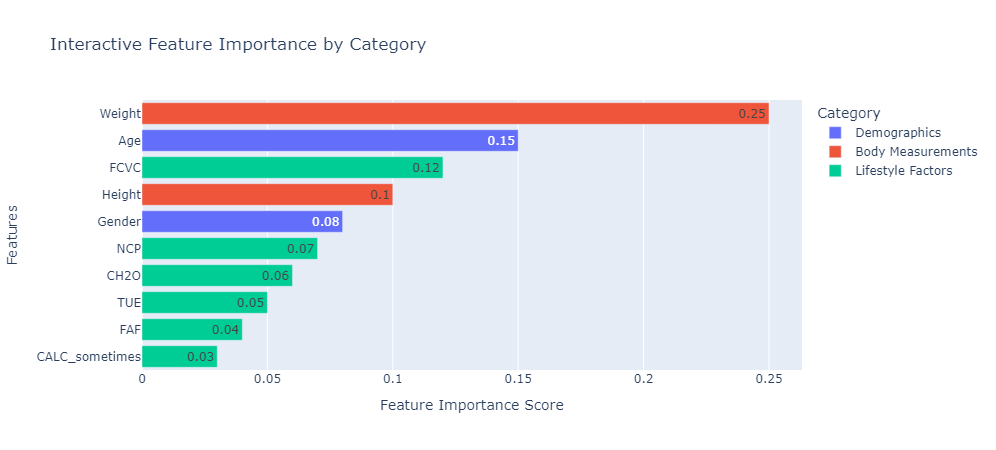 Interactive Feature Importance by Category
Weight 0.25
Age 0.15
FCVC 0.12
Height 0.1
Gender 0.08
NCP 0.07
CH2O 0.06
TUE 0.05
FAF 0.04
CALC_sometimes 0.03
0 0.05 0.1 0.15 0.2 0.25
Feature Importance Score
Features
Category
Demographics
Body Measurements
Lifestyle Factors